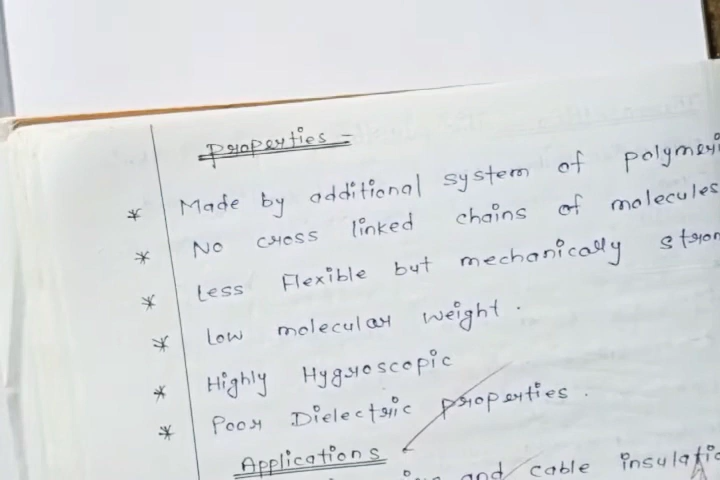 Properties -
* Made by additional system of polymeri
* No cross linked chains of molecules
* Less Flexible but mechanically stron
* Low molecular weight.
* Highly Hygroscopic
* Poor Dielectric properties.
Applications
and cable insulatio